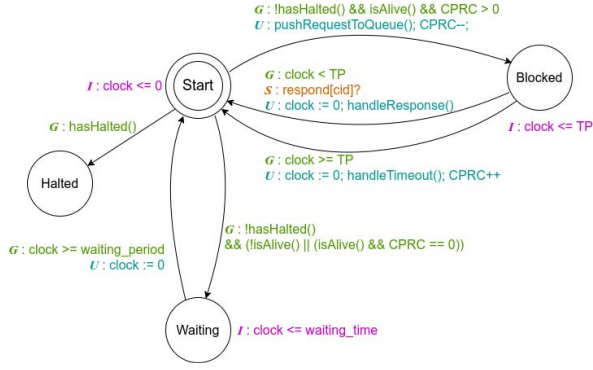 G : !hasHalted() && isAlive() && CPRC > 0
U : pushRequestToQueue(); CPRC--;
I : clock <= 0
Start
G : clock < TP
S : respond[cid]?
U : clock := 0; handleResponse()
Blocked
I : clock <= TP
G : hasHalted()
G : clock >= TP
U : clock := 0; handleTimeout(); CPRC++
Halted
G : !hasHalted()
&& (!isAlive() || (isAlive() && CPRC == 0))
G : clock >= waiting_period
U : clock := 0
Waiting
I : clock <= waiting_time